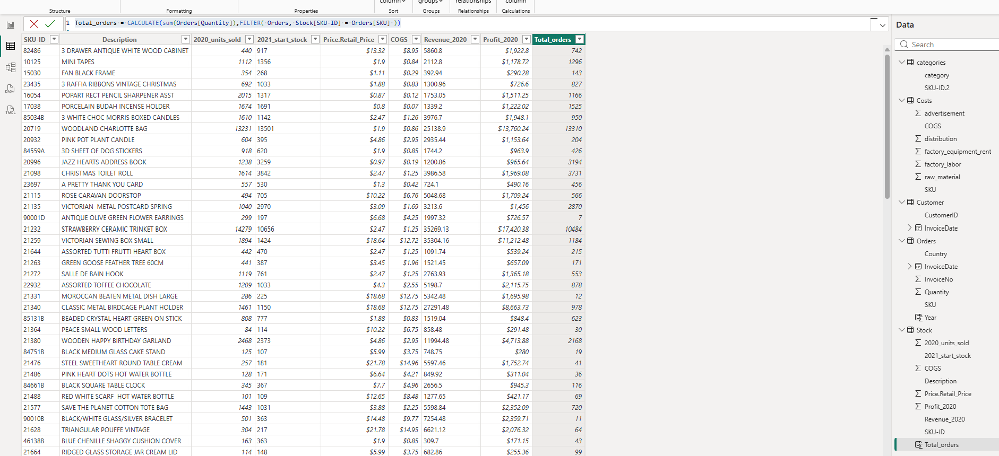 column groups relationships column
Structure Formatting Properties Sort Groups Relationships Calculations
1 Total_orders = CALCULATE(sum(Orders[Quantity]),FILTER( Orders, Stock[SKU-ID] = Orders[SKU] ))
SKU-ID Description 2020_units_sold 2021_start_stock Price.Retail_Price COGS Revenue_2020 Profit_2020 Total_orders
82486 3 DRAWER ANTIQUE WHITE WOOD CABINET 440 917 $13.32 $8.95 5860.8 $1,922.8 742
10125 MINI TAPES 1112 1356 $1.9 $0.84 2112.8 $1,178.72 1296
15030 FAN BLACK FRAME 354 268 $1.11 $0.29 392.94 $290.28 143
23435 3 RAFFIA RIBBONS VINTAGE CHRISTMAS 692 1033 $1.88 $0.83 1300.96 $726.6 827
16054 POPART RECT PENCIL SHARPENER ASST 2015 1317 $0.87 $0.12 1753.05 $1,511.25 1166
17038 PORCELAIN BUDAH INCENSE HOLDER 1674 1691 $0.8 $0.07 1339.2 $1,222.02 1525
85034B 3 WHITE CHOC MORRIS BOXED CANDLES 1610 1142 $2.47 $1.26 3976.7 $1,948.1 950
20719 WOODLAND CHARLOTTE BAG 13231 13501 $1.9 $0.86 25138.9 $13,760.24 13310
20932 PINK POT PLANT CANDLE 604 395 $4.86 $2.95 2935.44 $1,153.64 204
84559A 3D SHEET OF DOG STICKERS 918 620 $1.9 $0.85 1744.2 $963.9 426
20996 JAZZ HEARTS ADDRESS BOOK 1238 3259 $0.97 $0.19 1200.86 $965.64 3194
21098 CHRISTMAS TOILET ROLL 1614 3842 $2.47 $1.25 3986.58 $1,969.08 3731
23697 A PRETTY THANK YOU CARD 557 530 $1.3 $0.42 724.1 $490.16 456
21115 ROSE CARAVAN DOORSTOP 494 705 $10.22 $6.76 5048.68 $1,709.24 566
21135 VICTORIAN  METAL POSTCARD SPRING 1040 2970 $3.09 $1.69 3213.6 $1,456 2870
90001D ANTIQUE OLIVE GREEN FLOWER EARRINGS 299 197 $6.68 $4.25 1997.32 $726.57 7
21232 STRAWBERRY CERAMIC TRINKET BOX 14279 10656 $2.47 $1.25 35269.13 $17,420.38 10484
21259 VICTORIAN SEWING BOX SMALL 1894 1424 $18.64 $12.72 35304.16 $11,212.48 1184
21644 ASSORTED TUTTI FRUTTI HEART BOX 442 470 $2.47 $1.25 1091.74 $539.24 215
21263 GREEN GOOSE FEATHER TREE 60CM 441 387 $3.45 $1.96 1521.45 $657.09 171
21272 SALLE DE BAIN HOOK 1119 761 $2.47 $1.25 2763.93 $1,365.18 553
22932 ASSORTED TOFFEE CHOCOLATE 1209 1033 $4.3 $2.55 5198.7 $2,115.75 878
21331 MOROCCAN BEATEN METAL DISH LARGE 286 225 $18.68 $12.75 5342.48 $1,695.98 12
21340 CLASSIC METAL BIRDCAGE PLANT HOLDER 1461 1150 $18.68 $12.75 27291.48 $8,663.73 978
85131B BEADED CRYSTAL HEART GREEN ON STICK 808 777 $1.88 $0.83 1519.04 $848.4 623
21364 PEACE SMALL WOOD LETTERS 84 114 $10.22 $6.75 858.48 $291.48 30
21380 WOODEN HAPPY BIRTHDAY GARLAND 2468 2373 $4.86 $2.95 11994.48 $4,713.88 2168
84751B BLACK MEDIUM GLASS CAKE STAND 125 107 $5.99 $3.75 748.75 $280 19
21476 STEEL SWEETHEART ROUND TABLE CREAM 257 181 $21.78 $14.96 5597.46 $1,752.74 41
21486 PINK HEART DOTS HOT WATER BOTTLE 128 171 $6.64 $4.21 849.92 $311.04 36
84661B BLACK SQUARE TABLE CLOCK 345 367 $7.7 $4.96 2656.5 $945.3 116
21488 RED WHITE SCARF  HOT WATER BOTTLE 101 109 $12.65 $8.48 1277.65 $421.17 69
21577 SAVE THE PLANET COTTON TOTE BAG 1443 1031 $3.88 $2.25 5598.84 $2,352.09 720
90010B BLACK/WHITE GLASS/SILVER BRACELET 501 363 $14.48 $9.77 7254.48 $2,359.71 11
21628 TRIANGULAR POUFFE VINTAGE 304 217 $21.78 $14.95 6621.12 $2,076.32 64
46138B BLUE CHENILLE SHAGGY CUSHION COVER 163 363 $1.9 $0.85 309.7 $171.15 43
21664 RIDGED GLASS STORAGE JAR CREAM LID 114 148 $5.99 $3.75 682.86 $255.36 99
DAX
TMDL
Data
Search
categories
category
SKU-ID.2
Costs
advertisement
COGS
distribution
factory_equipment_rent
factory_labor
raw_material
SKU
Customer
CustomerID
InvoiceDate
Orders
Country
InvoiceDate
InvoiceNo
Quantity
SKU
Year
Stock
2020_units_sold
2021_start_stock
COGS
Description
Price.Retail_Price
Profit_2020
Revenue_2020
SKU-ID
Total_orders